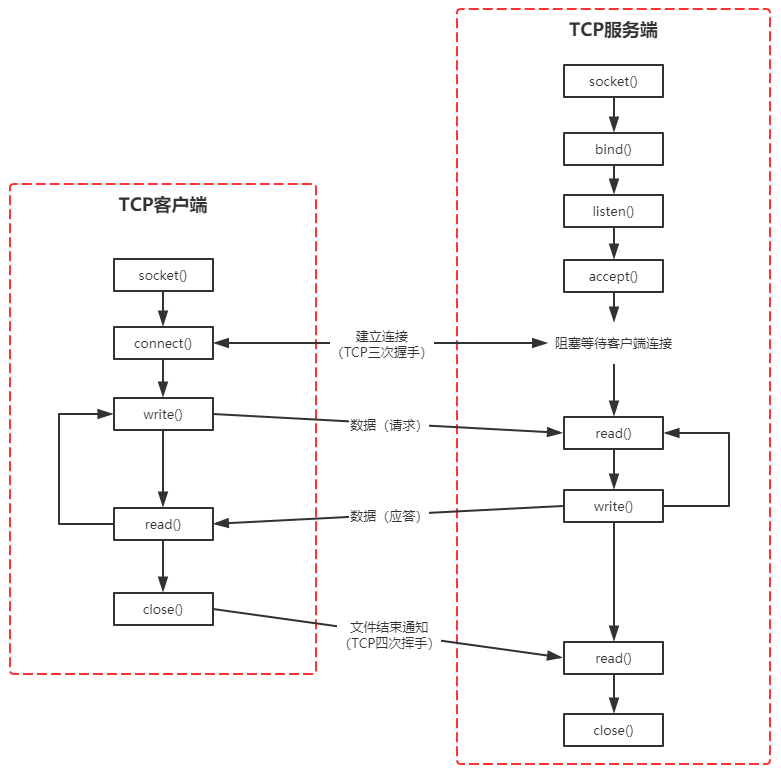 TCP服务端
socket()
bind()
listen()
accept()
阻塞等待客户端连接
read()
write()
read()
close()
TCP客户端
socket()
connect()
write()
read()
close()
建立连接
（TCP三次握手）
数据（请求）
数据（应答）
文件结束通知
（TCP四次挥手）